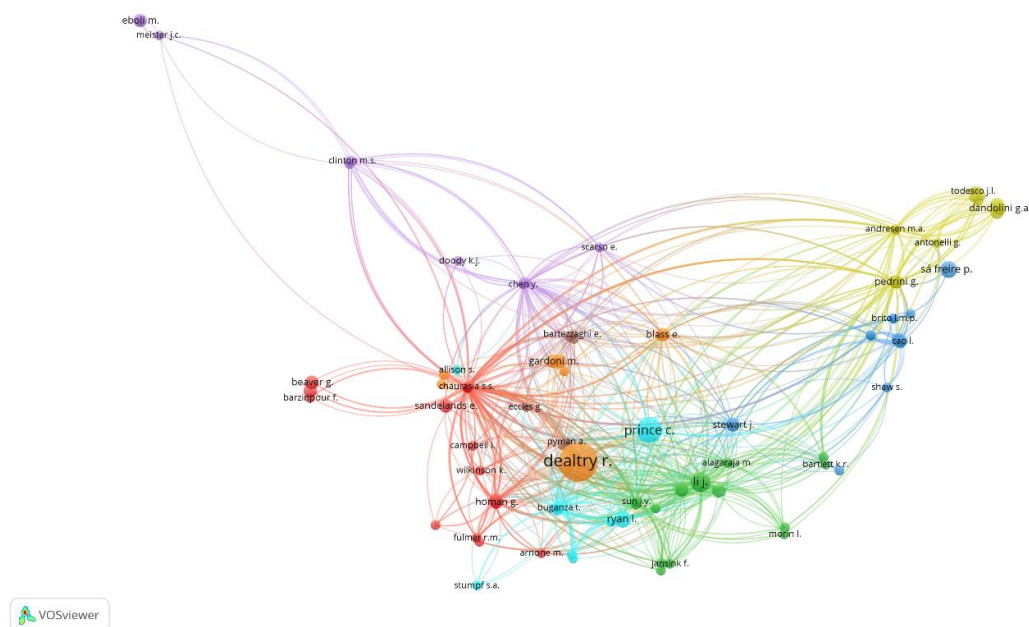 eboli m.
meister j.c.
clinton m.s.
todesco j.l.
dandolini g.a
andresen m.a.
antonelli g.
scarso e.
doody k.j.
sá freire p.
chen y.
pedrini g.
brito l.m.p.
bartezzaghi e.
blass e.
cao l.
gardoni m.
allison s.
beaver g.
chaurasia s.s.
shaw s.
barzinpour f.
sandelands e.
eccles g.
stewart j.
prince c.
pyman a.
campbell i.
dealtry r.
alagaraja m.
bartlett k.r.
wilkinson k.
li j.
homan g.
sun j.y.
buganza t.
ryan l.
morin l.
fulmer r.m.
arnone m.
jansink f.
stumpf s.a.
VOSviewer